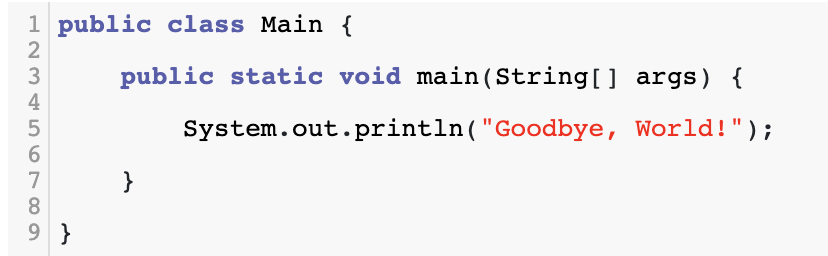 1 public class Main {
2
3     public static void main(String[] args) {
4
5         System.out.println("Goodbye, World!");
6
7     }
8
9 }